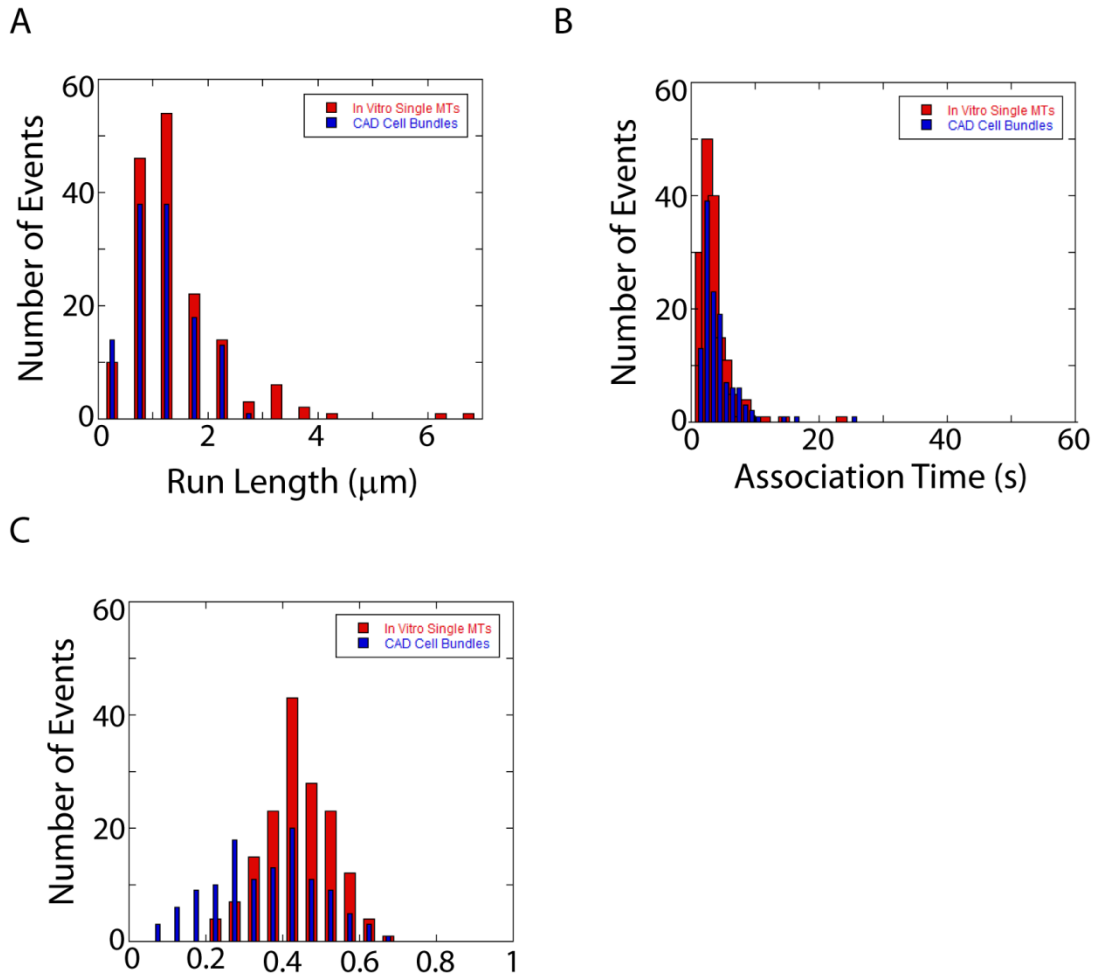 A
B
60
40
20
0
Number of Events
In Vitro Single MTs
CAD Cell Bundles
0
2
4
6
Run Length (μm)
60
40
20
0
Number of Events
In Vitro Single MTs
CAD Cell Bundles
0
20
40
60
Association Time (s)
C
60
40
20
0
Number of Events
In Vitro Single MTs
CAD Cell Bundles
0
0.2
0.4
0.6
0.8
1